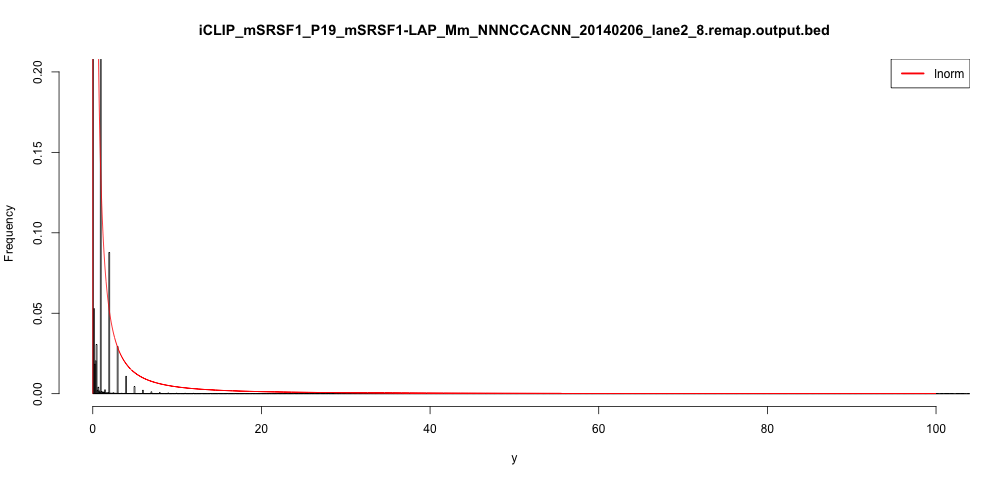 iCLIP_mSRSF1_P19_mSRSF1-LAP_Mm_NNNCCACNN_20140206_lane2_8.remap.output.bed
lnorm
Frequency
0.20
0.15
0.10
0.05
0.00
0 20 40 60 80 100
y